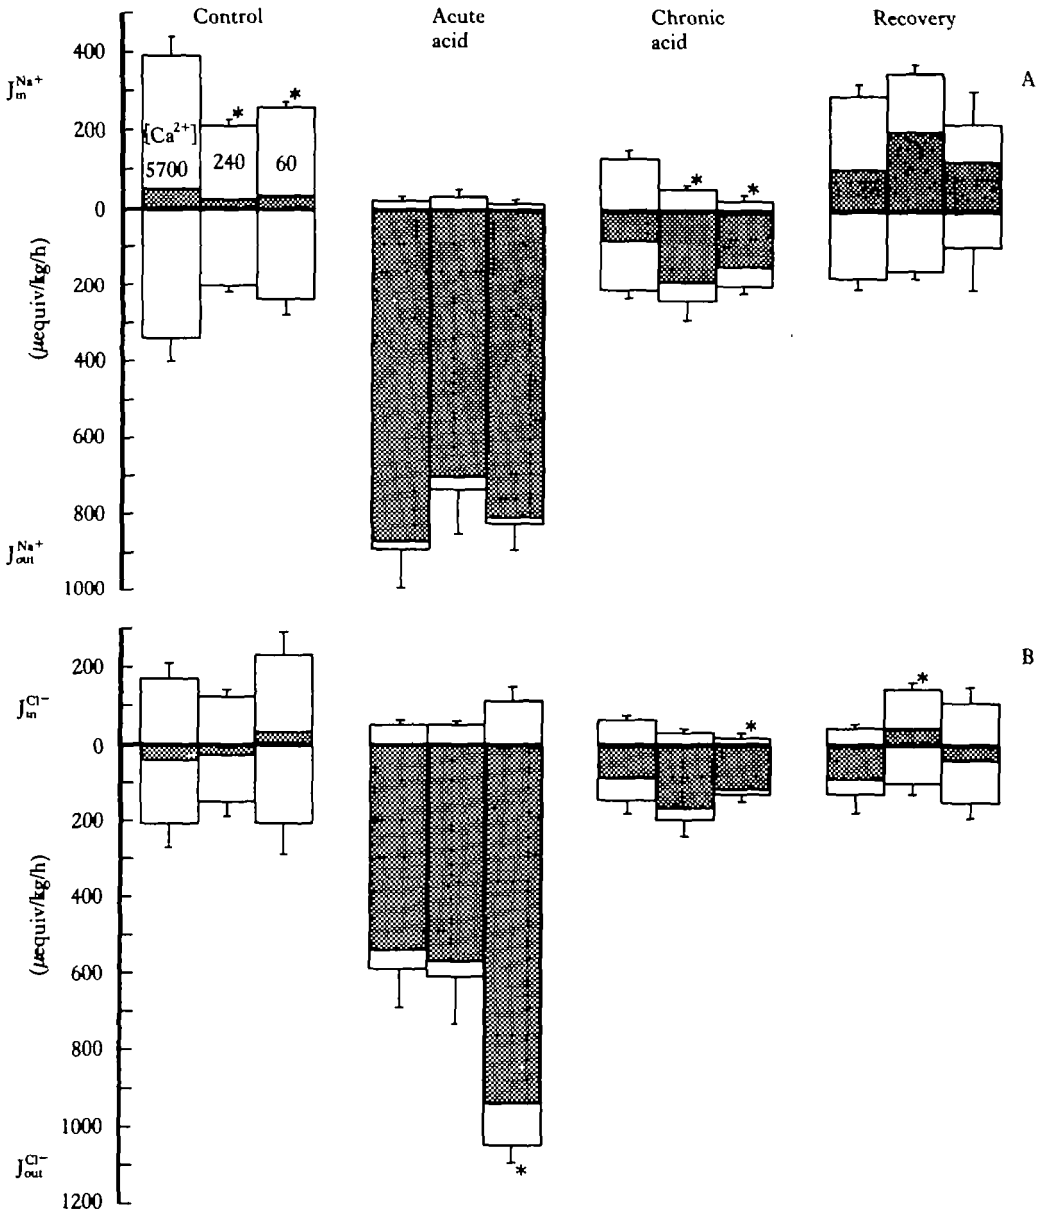 Control Acute acid Chronic acid Recovery
A
J_in^Na+
400
200
0
200
400
600
800
1000
[Ca²⁺]
5700 240 60
* *
* *
(μequiv/kg/h)
J_out^Na+
B
J_in^Cl−
200
0
200
400
600
800
1000
1200
* *
(μequiv/kg/h)
J_out^Cl−
*